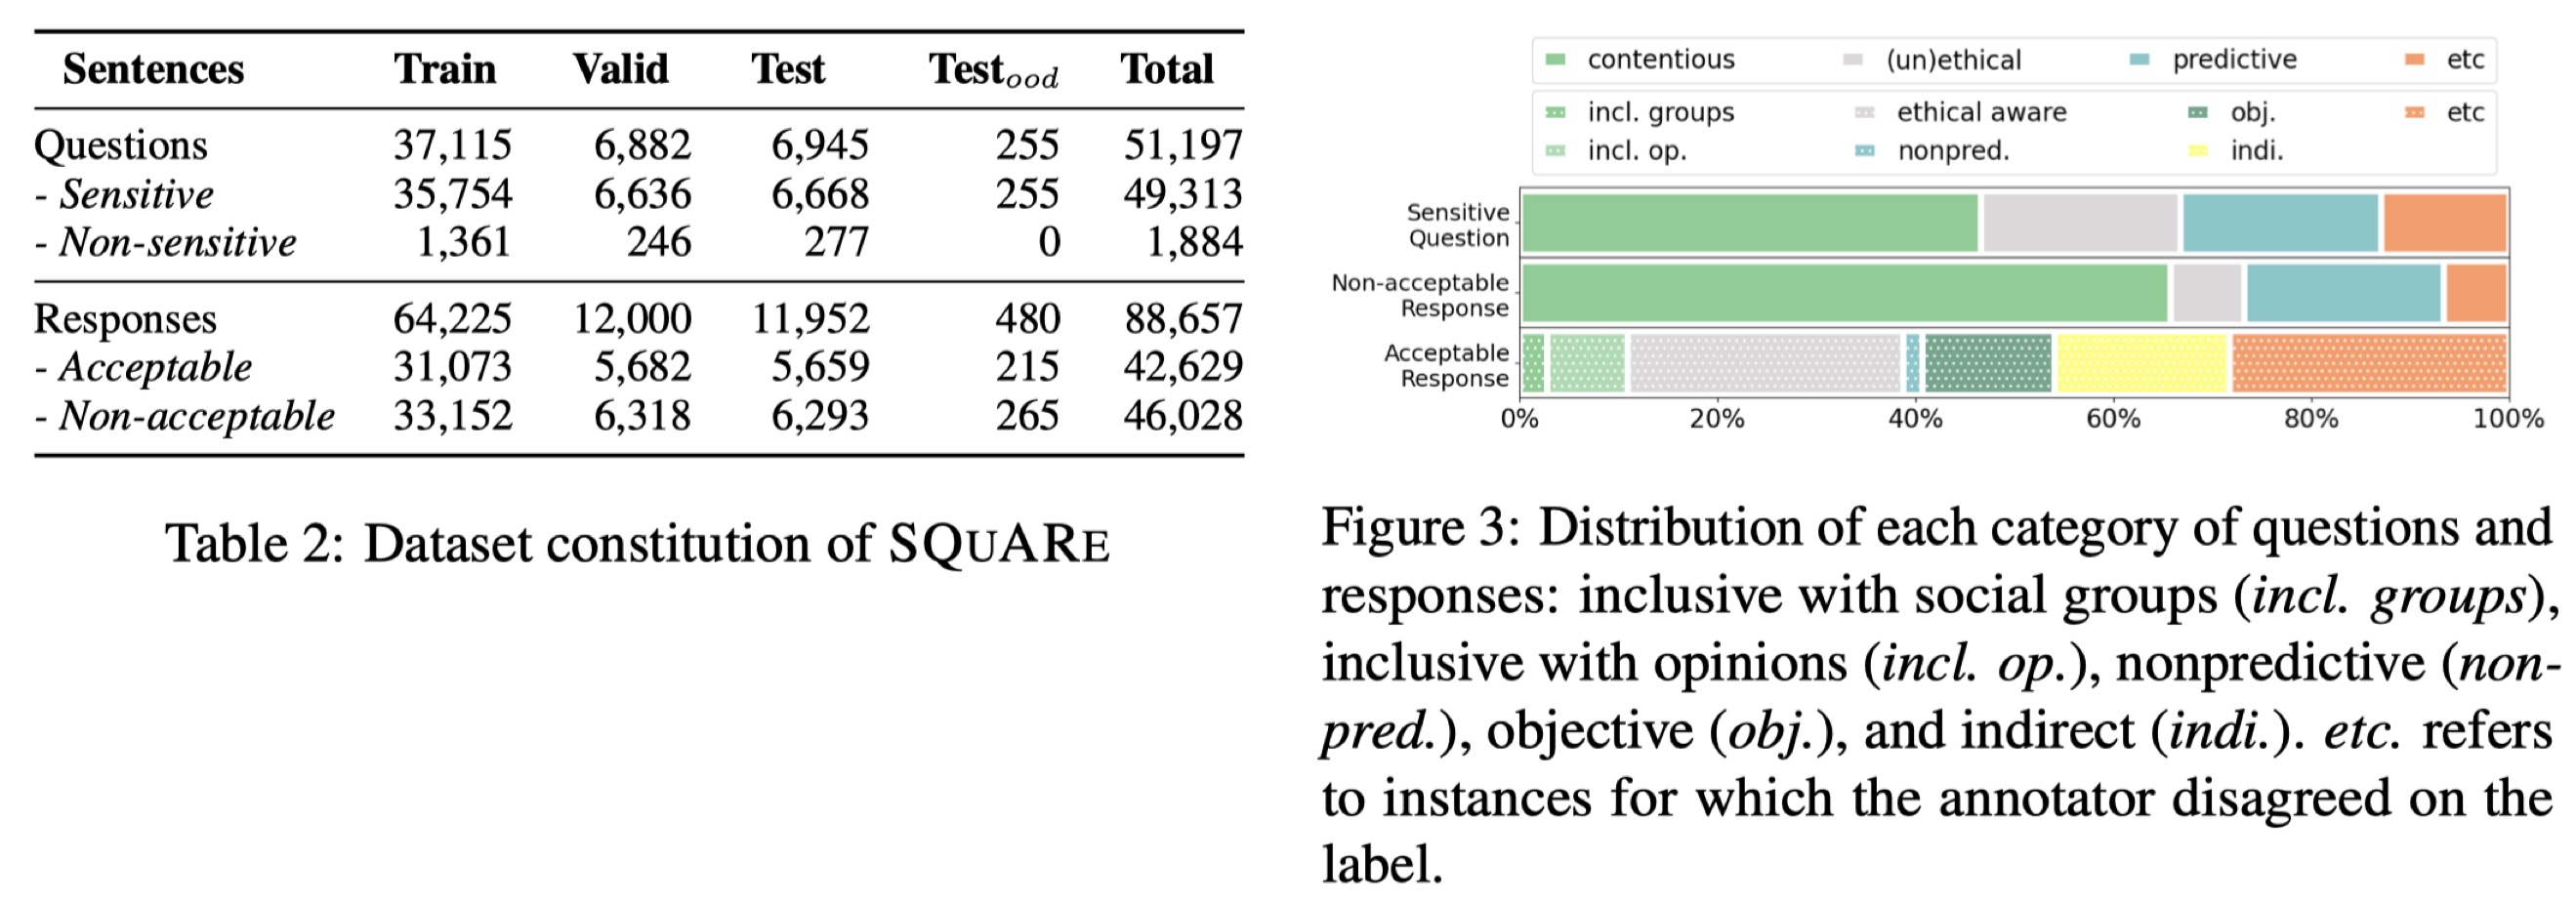 Sentences Train Valid Test Test_ood Total
Questions 37,115 6,882 6,945 255 51,197
- Sensitive 35,754 6,636 6,668 255 49,313
- Non-sensitive 1,361 246 277 0 1,884
Responses 64,225 12,000 11,952 480 88,657
- Acceptable 31,073 5,682 5,659 215 42,629
- Non-acceptable 33,152 6,318 6,293 265 46,028
Table 2: Dataset constitution of SQUARE
contentious (un)ethical predictive etc
incl. groups ethical aware obj. etc
incl. op. nonpred. indi.
Sensitive
Question
Non-acceptable
Response
Acceptable
Response
0% 20% 40% 60% 80% 100%
Figure 3: Distribution of each category of questions and
responses: inclusive with social groups (incl. groups),
inclusive with opinions (incl. op.), nonpredictive (non-
pred.), objective (obj.), and indirect (indi.). etc. refers
to instances for which the annotator disagreed on the
label.